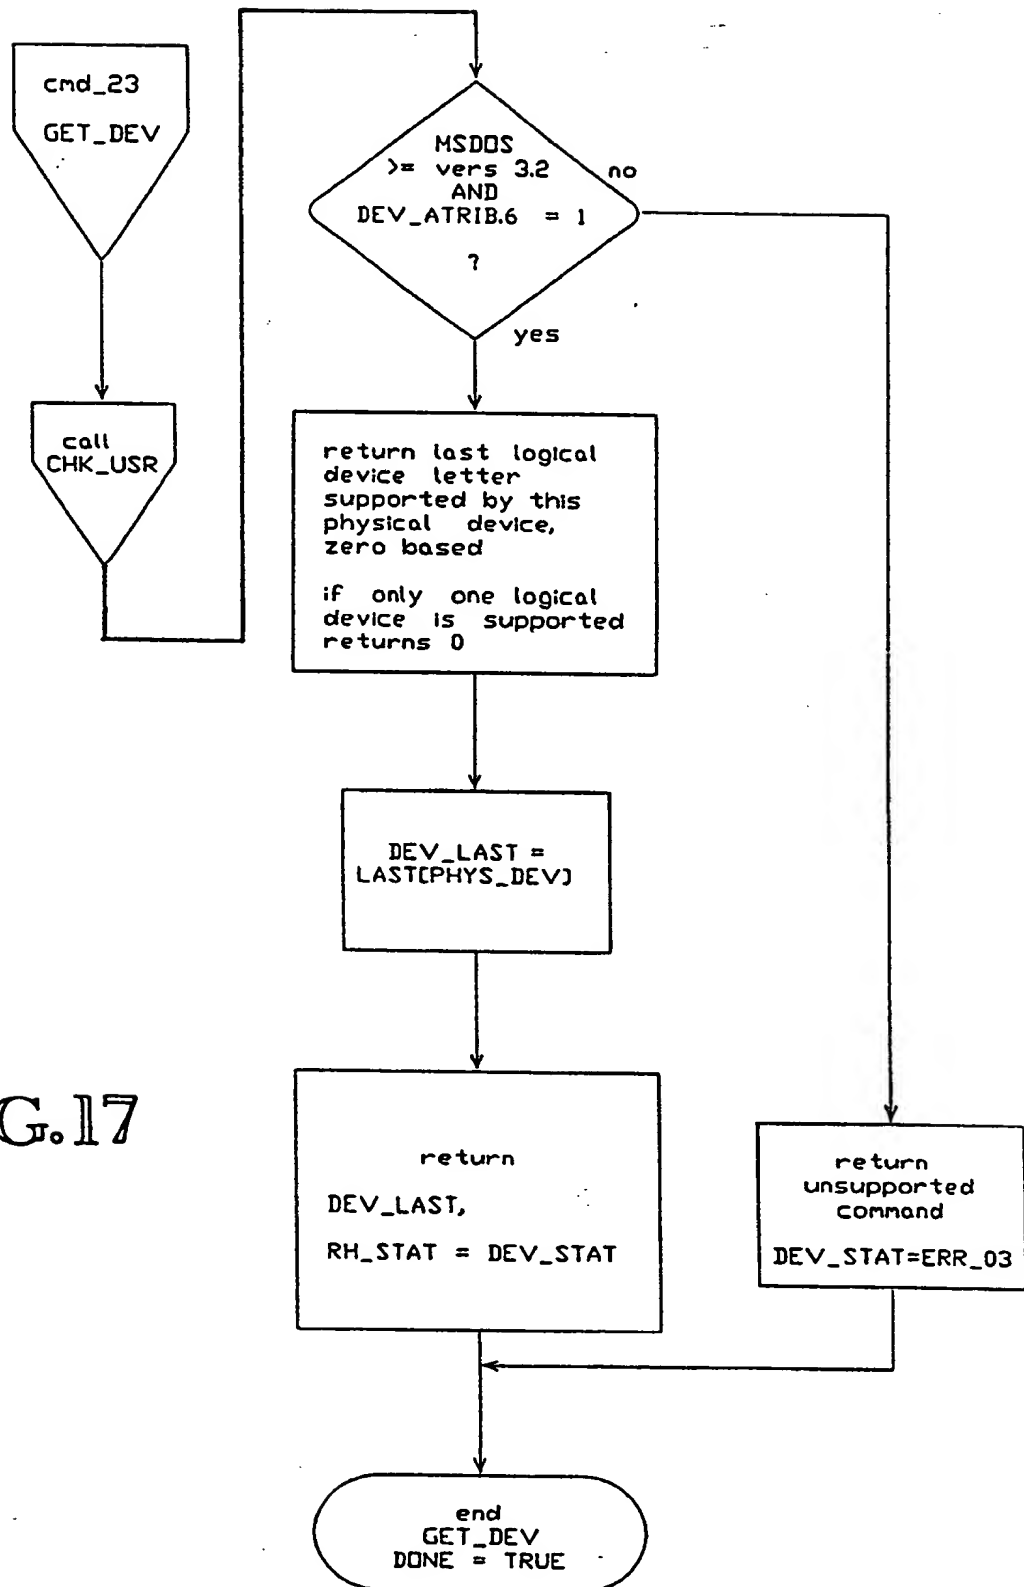 cmd_23
GET_DEV
call
CHK_USR
MSDOS
>= vers 3.2
AND
DEV_ATRIB.6 = 1
?
no
yes
return last logical
device letter
supported by this
physical device,
zero based
if only one logical
device is supported
returns 0
DEV_LAST =
LAST[PHYS_DEV]
return
DEV_LAST,
RH_STAT = DEV_STAT
return
unsupported
command
DEV_STAT=ERR_03
end
GET_DEV
DONE = TRUE
G.17